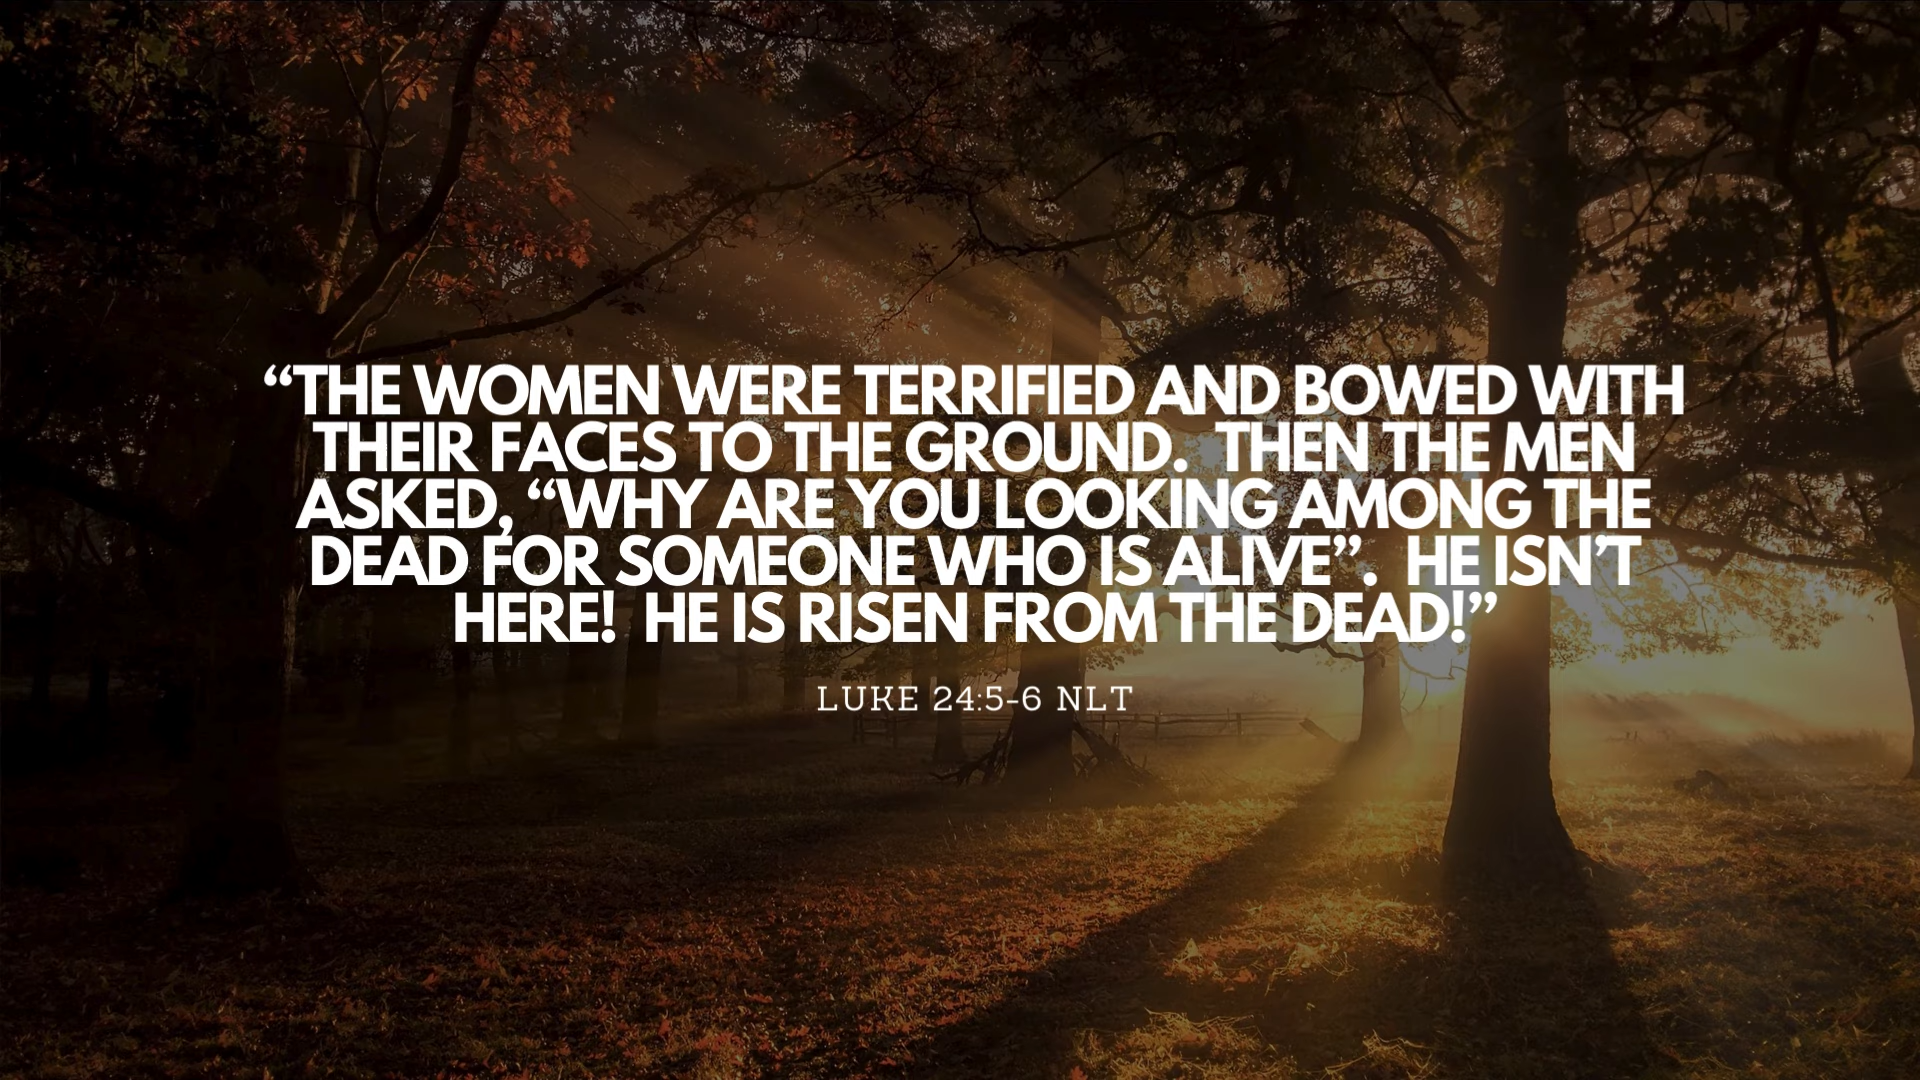 “THE WOMEN WERE TERRIFIED AND BOWED WITH
THEIR FACES TO THE GROUND. THEN THE MEN
ASKED, “WHY ARE YOU LOOKING AMONG THE
DEAD FOR SOMEONE WHO IS ALIVE”. HE ISN’T
HERE! HE IS RISEN FROM THE DEAD!”
LUKE 24:5-6 NLT